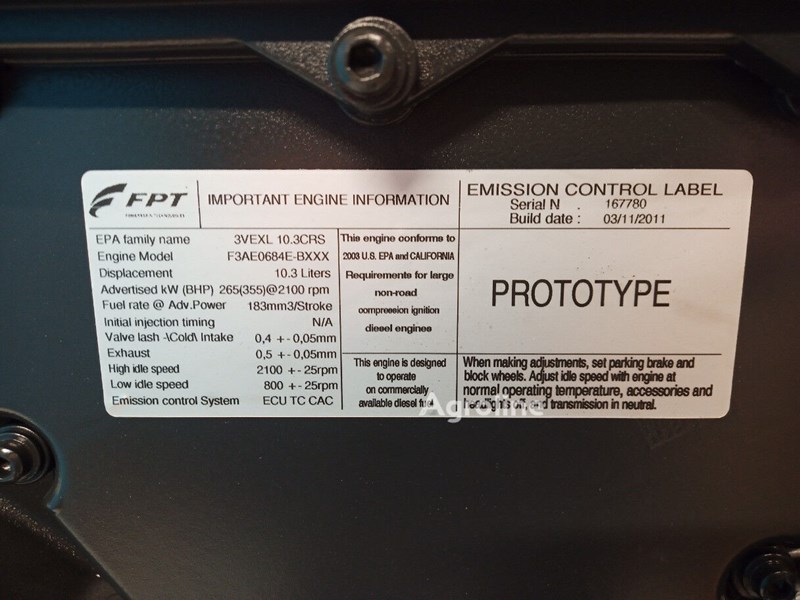 FPT
IMPORTANT ENGINE INFORMATION
EMISSION CONTROL LABEL
Serial N . 167780
Build date : 03/11/2011
EPA family name 3VEXL 10.3CRS
Engine Model F3AE0684E-BXXX
Displacement 10.3 Liters
Advertised kW (BHP) 265(355)@2100 rpm
Fuel rate @ Adv.Power 183mm3/Stroke
Initial injection timing N/A
Valve lash -\Cold\ Intake 0,4 +-0,05mm
Exhaust 0,5 +-0,05mm
High idle speed 2100 +-25rpm
Low idle speed 800 +-25rpm
Emission control System ECU TC CAC
This engine conforms to
2003 U.S. EPA and CALIFORNIA
Requirements for large
non-road
compression ignition
diesel engines
This engine is designed
to operate
on commercially
available diesel fuel
PROTOTYPE
When making adjustments, set parking brake and
block wheels. Adjust idle speed with engine at
normal operating temperature, accessories and
headlights off, and transmission in neutral.
Agroline